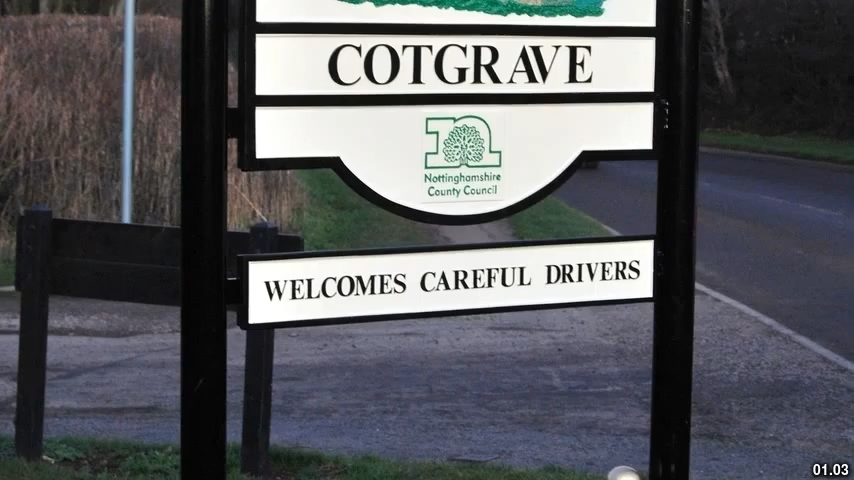 COTGRAVE
Nottinghamshire
County Council
WELCOMES CAREFUL DRIVERS
01.03